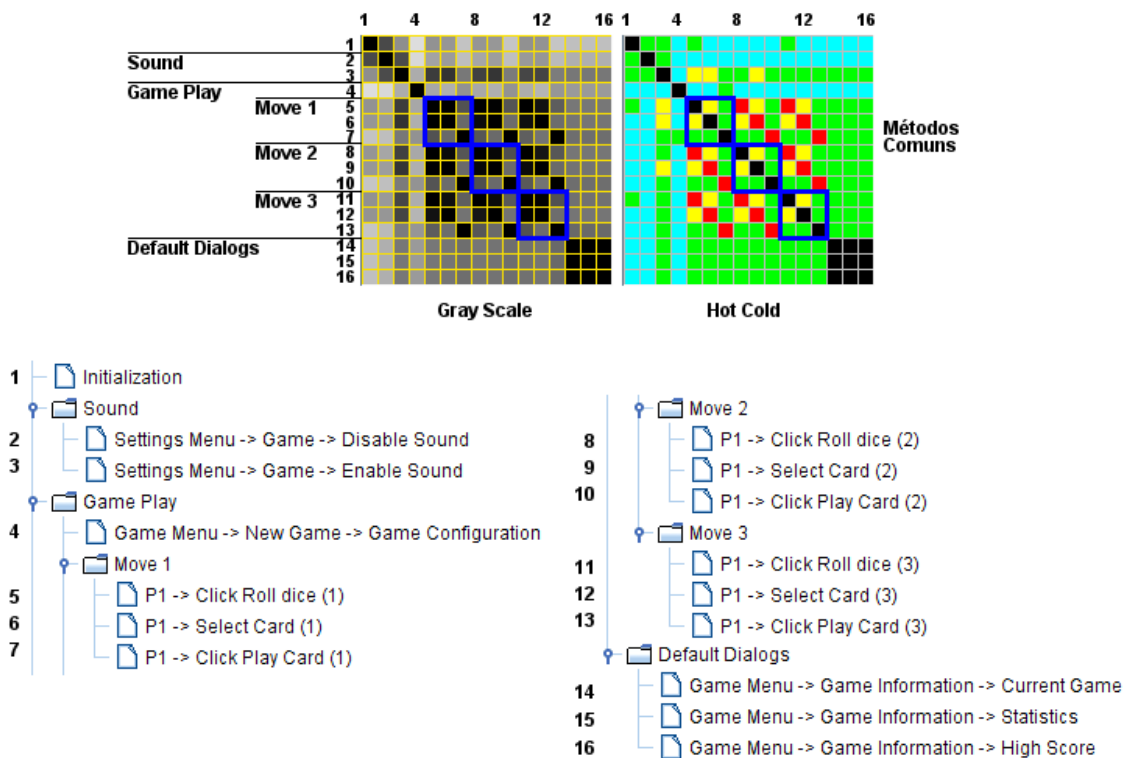 1 4 8 12 16 1 4 8 12 16
1
Sound 2
3
Game Play 4
Move 1 5
6
7
Move 2 8
9
10
Move 3 11
12
13
Default Dialogs 14
15
16
Métodos
Comuns
Gray Scale Hot Cold
1 Initialization
Sound
2 Settings Menu -> Game -> Disable Sound
3 Settings Menu -> Game -> Enable Sound
Game Play
4 Game Menu -> New Game -> Game Configuration
Move 1
5 P1 -> Click Roll dice (1)
6 P1 -> Select Card (1)
7 P1 -> Click Play Card (1)
Move 2
8 P1 -> Click Roll dice (2)
9 P1 -> Select Card (2)
10 P1 -> Click Play Card (2)
Move 3
11 P1 -> Click Roll dice (3)
12 P1 -> Select Card (3)
13 P1 -> Click Play Card (3)
Default Dialogs
14 Game Menu -> Game Information -> Current Game
15 Game Menu -> Game Information -> Statistics
16 Game Menu -> Game Information -> High Score